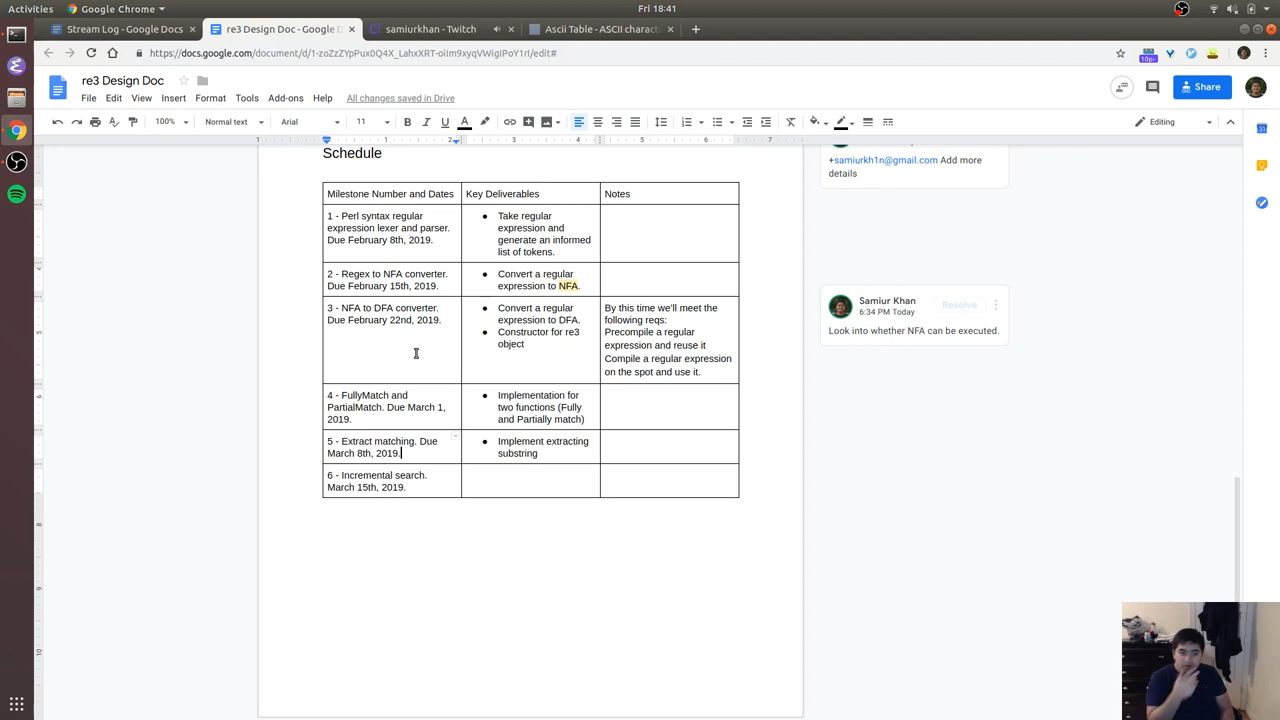 Activities
Google Chrome
Fri 18:41
Stream Log - Google Docs
re3 Design Doc - Google D
samiurkhan - Twitch
Ascii Table - ASCII charact
https://docs.google.com/document/d/1-zoZzZYpPux0Q4X_LahxXRT-oiIm9xyqVWigIPoY1rI/edit#
re3 Design Doc
File Edit View Insert Format Tools Add-ons Help All changes saved in Drive
Share
100% Normal text Arial 11 Editing
Schedule
Milestone Number and Dates
Key Deliverables
Notes
1 - Perl syntax regular
expression lexer and parser.
Due February 8th, 2019.
● Take regular
expression and
generate an informed
list of tokens.
2 - Regex to NFA converter.
Due February 15th, 2019.
● Convert a regular
expression to NFA.
3 - NFA to DFA converter.
Due February 22nd, 2019.
● Convert a regular
expression to DFA.
● Constructor for re3
object
By this time we'll meet the
following reqs:
Precompile a regular
expression and reuse it
Compile a regular expression
on the spot and use it.
4 - FullyMatch and
PartialMatch. Due March 1,
2019.
● Implementation for
two functions (Fully
and Partially match)
5 - Extract matching. Due
March 8th, 2019.
● Implement extracting
substring
6 - Incremental search.
March 15th, 2019.
+samiurkh1n@gmail.com Add more
details
Samiur Khan
6:34 PM Today
Resolve
Look into whether NFA can be executed.